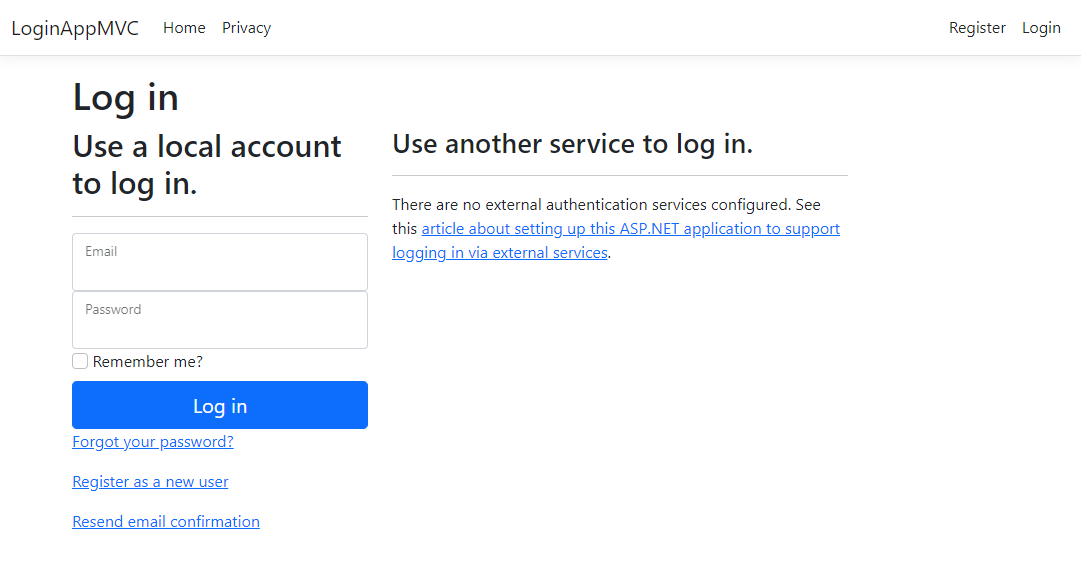 LoginAppMVC Home Privacy Register Login
Log in
Use a local account
to log in.
Email
Password
Remember me?
Log in
Forgot your password?
Register as a new user
Resend email confirmation
Use another service to log in.
There are no external authentication services configured. See
this article about setting up this ASP.NET application to support
logging in via external services.